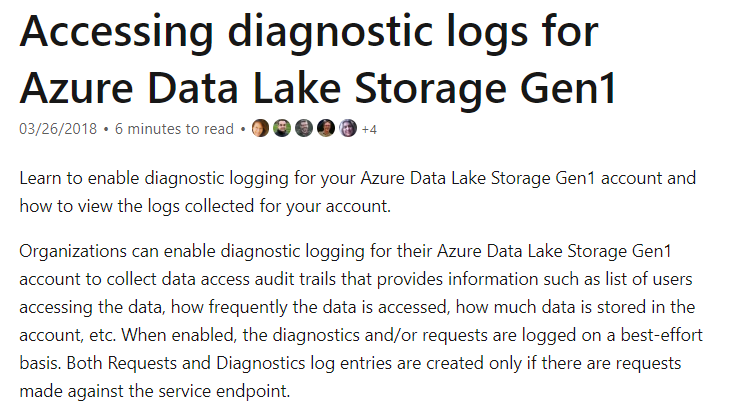 Accessing diagnostic logs for
Azure Data Lake Storage Gen1
03/26/2018 • 6 minutes to read • +4
Learn to enable diagnostic logging for your Azure Data Lake Storage Gen1 account and
how to view the logs collected for your account.
Organizations can enable diagnostic logging for their Azure Data Lake Storage Gen1
account to collect data access audit trails that provides information such as list of users
accessing the data, how frequently the data is accessed, how much data is stored in the
account, etc. When enabled, the diagnostics and/or requests are logged on a best-effort
basis. Both Requests and Diagnostics log entries are created only if there are requests
made against the service endpoint.